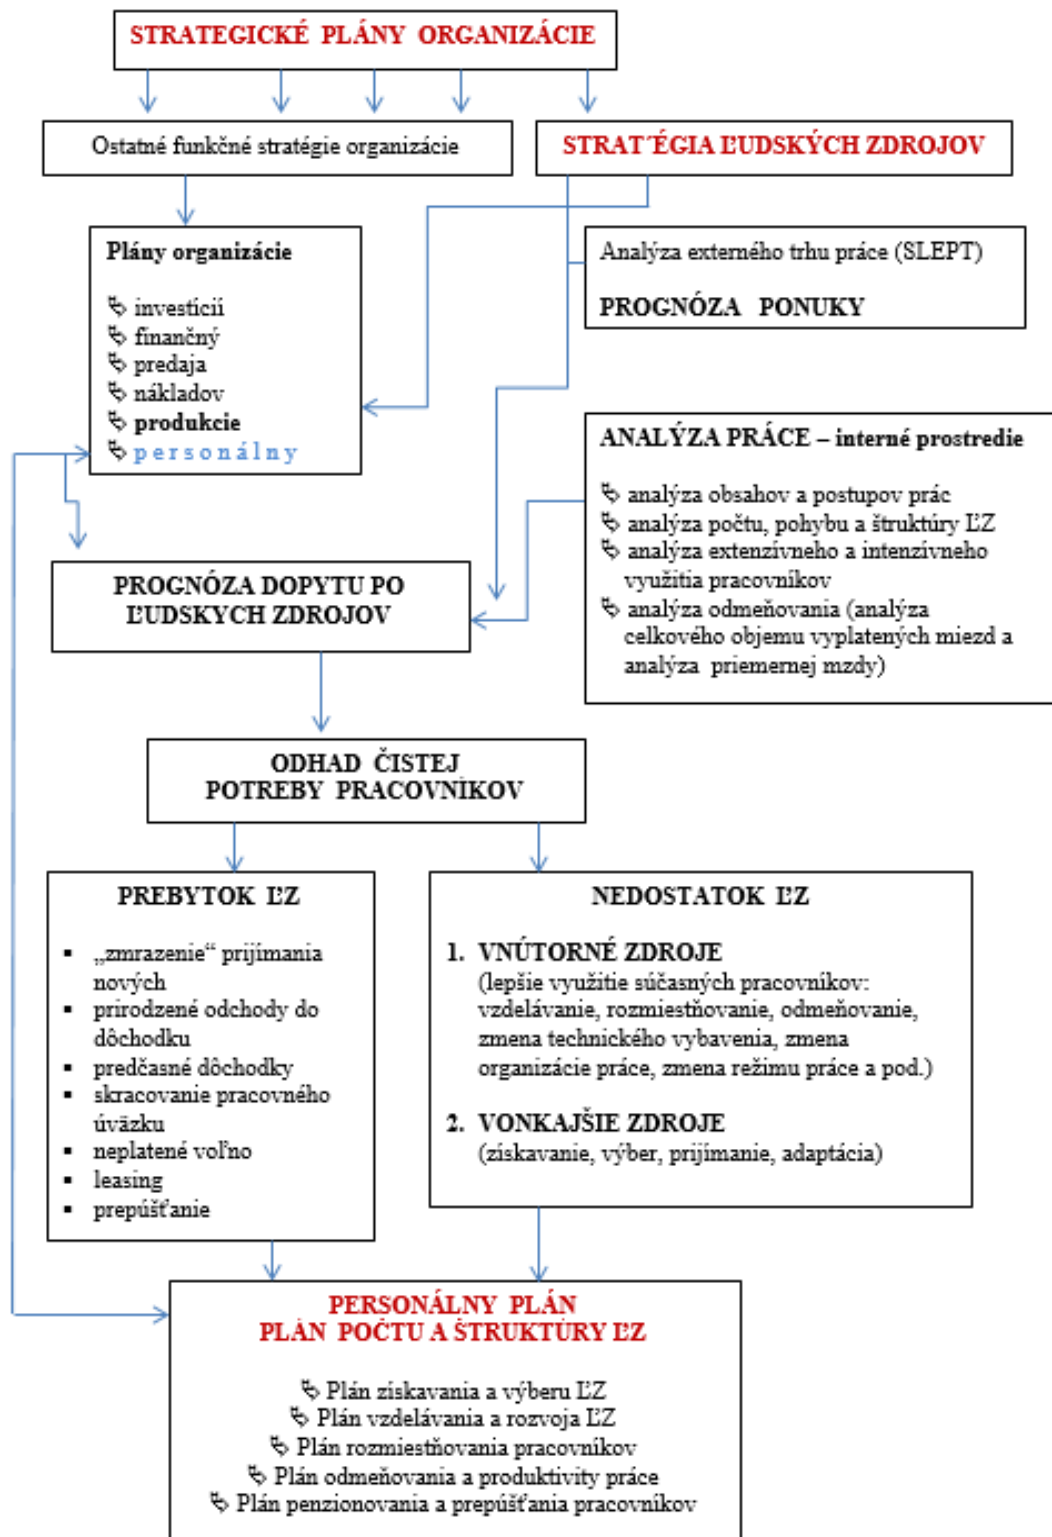 STRATEGICKÉ PLÁNY ORGANIZÁCIE
Ostatné funkčné stratégie organizácie
STRAT´ÉGIA ĽUDSKÝCH ZDROJOV
Plány organizácie
investícií
finančný
predaja
nákladov
produkcie
personálny
Analýza externého trhu práce (SLEPT)
PROGNÓZA PONUKY
ANALÝZA PRÁCE – interné prostredie
analýza obsahov a postupov prác
analýza počtu, pohybu a štruktúry ĽZ
analýza extenzívneho a intenzívneho
využitia pracovníkov
analýza odmeňovania (analýza
celkového objemu vyplatených miezd a
analýza priemernej mzdy)
PROGNÓZA DOPYTU PO
ĽUDSKYCH ZDROJOV
ODHAD ČISTEJ
POTREBY PRACOVNÍKOV
PREBYTOK ĽZ
▪ „zmrazenie“ prijímania
nových
▪ prirodzené odchody do
dôchodku
▪ predčasné dôchodky
▪ skracovanie pracovného
úväzku
▪ neplatené voľno
▪ leasing
▪ prepúšťanie
NEDOSTATOK ĽZ
1. VNÚTORNÉ ZDROJE
(lepšie využitie súčasných pracovníkov:
vzdelávanie, rozmiestňovanie, odmeňovanie,
zmena technického vybavenia, zmena
organizácie práce, zmena režimu práce a pod.)
2. VONKAJŠIE ZDROJE
(získavanie, výber, prijímanie, adaptácia)
PERSONÁLNY PLÁN
PLÁN POČTU A ŠTRUKTÚRY ĽZ
Plán získavania a výberu ĽZ
Plán vzdelávania a rozvoja ĽZ
Plán rozmiestňovania pracovníkov
Plán odmeňovania a produktivity práce
Plán penzionovania a prepúšťania pracovníkov